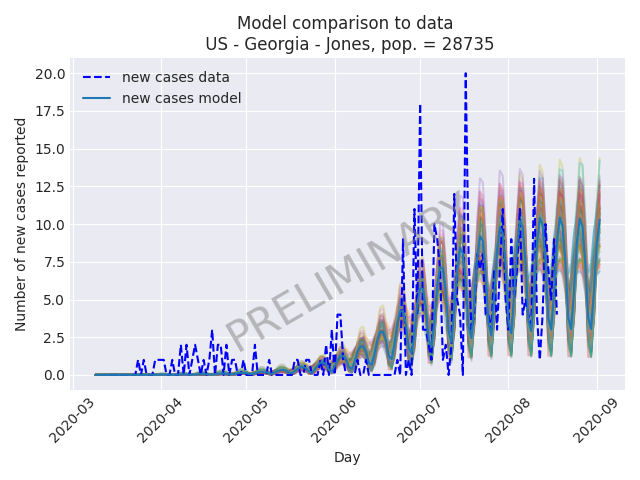 Model comparison to data
US - Georgia - Jones, pop. = 28735
new cases data
new cases model
PRELIMINARY
Number of new cases reported
20.0
17.5
15.0
12.5
10.0
7.5
5.0
2.5
0.0
2020-03
2020-04
2020-05
2020-06
2020-07
2020-08
2020-09
Day